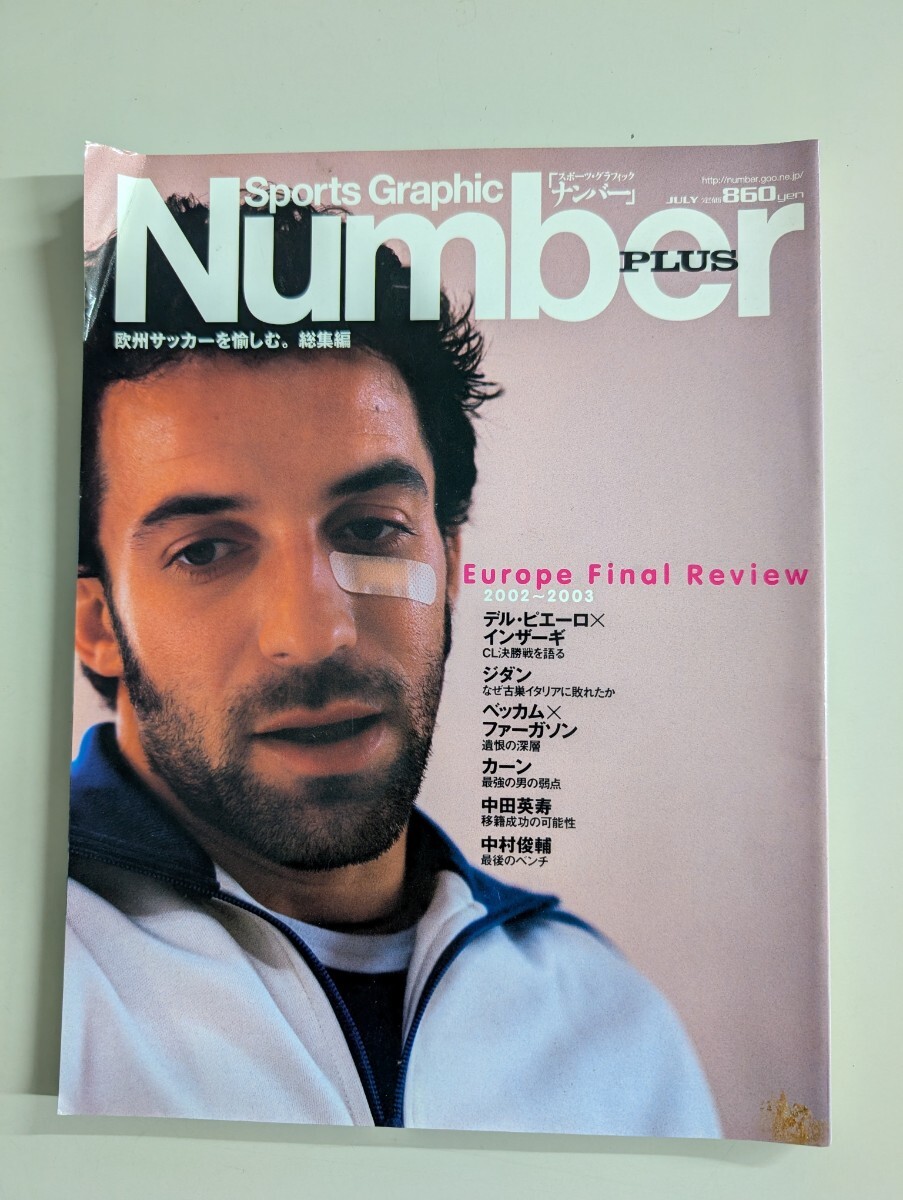 Sports Graphic
「スポーツ・グラフィック
ナンバー」
http://number.goo.ne.jp/
JULY 860yen
Number
PLUS
欧州サッカーを愉しむ。総集編
Europe Final Review
2002~2003
デル・ピエーロ×
インザーギ
CL決勝戦を語る
ジダン
なぜ古巣イタリアに敗れたか
ベッカム×
ファーガソン
遺恨の深層
カーン
最強の男の弱点
中田英寿
移籍成功の可能性
中村俊輔
最後のベンチ